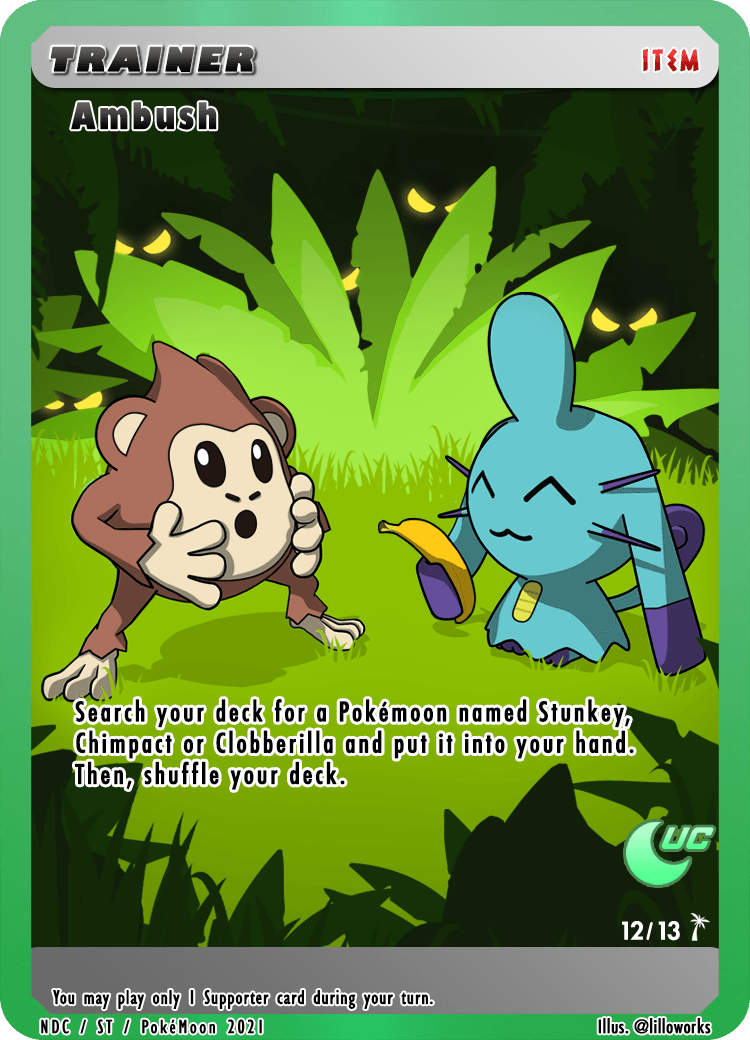 TRAINER
ITEM
Ambush
Search your deck for a Pokémoon named Stunkey,
Chimpact or Clobberilla and put it into your hand.
Then, shuffle your deck.
UC
12/13
You may play only 1 Supporter card during your turn.
NDC / ST / PokéMoon 2021
Illus. @lilloworks